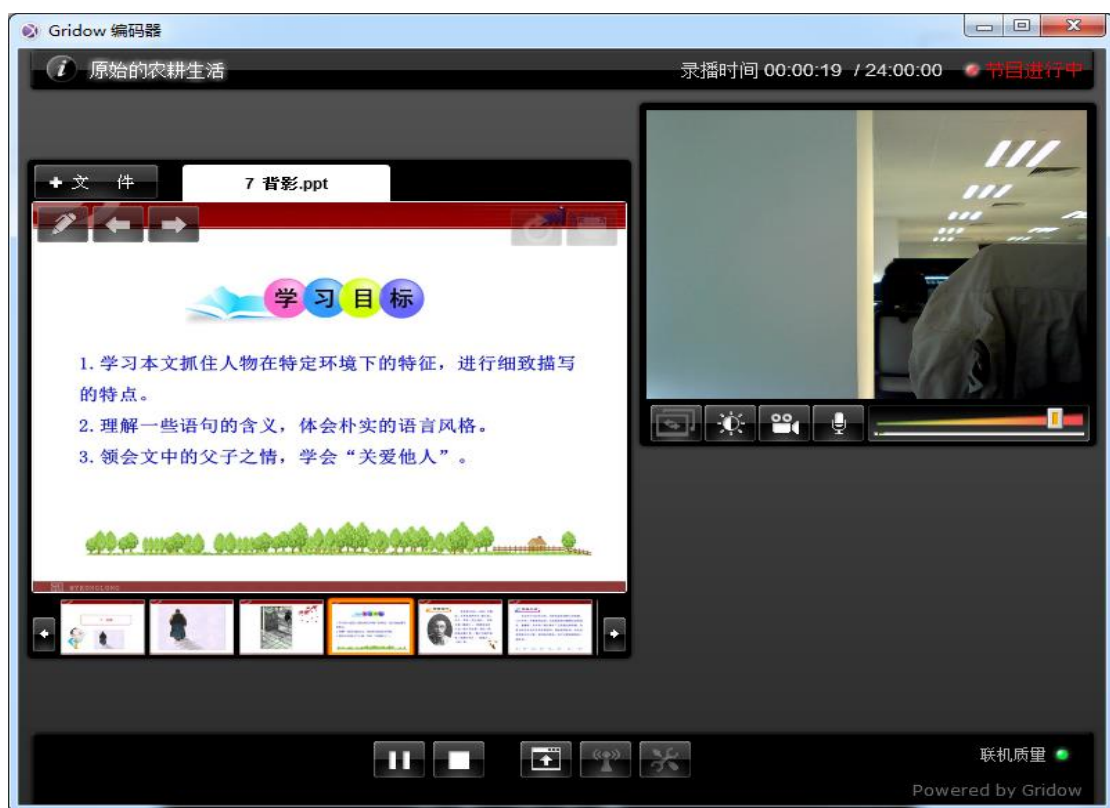 Gridow 编码器
原始的农耕生活
录播时间 00:00:19 / 24:00:00 节目进行中
+ 文 件
7 背影.ppt
学习目标
1. 学习本文抓住人物在特定环境下的特征，进行细致描写
的特点。
2. 理解一些语句的含义，体会朴实的语言风格。
3. 领会文中的父子之情，学会“关爱他人”。
联机质量
Powered by Gridow